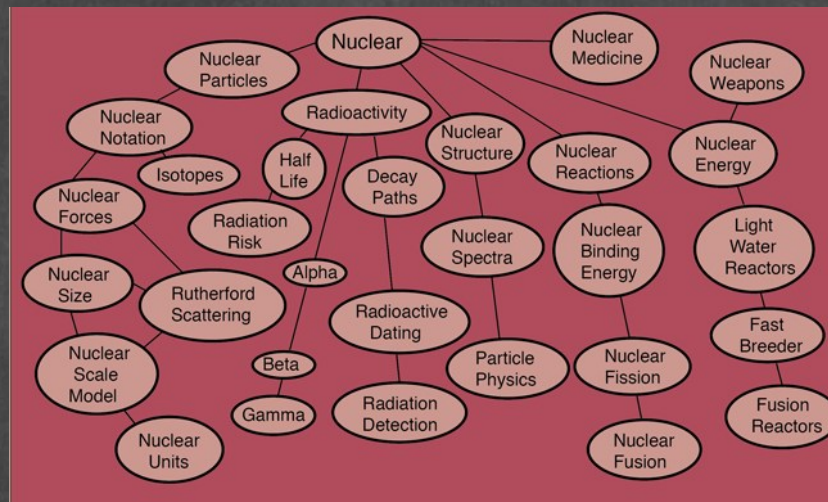 Nuclear
Nuclear
Particles
Nuclear
Medicine
Nuclear
Weapons
Nuclear
Notation
Radioactivity
Nuclear
Structure
Nuclear
Reactions
Nuclear
Energy
Isotopes
Half
Life
Decay
Paths
Nuclear
Forces
Radiation
Risk
Nuclear
Spectra
Nuclear
Binding
Energy
Light
Water
Reactors
Nuclear
Size
Rutherford
Scattering
Alpha
Radioactive
Dating
Fast
Breeder
Nuclear
Scale
Model
Beta
Particle
Physics
Nuclear
Fission
Gamma
Radiation
Detection
Fusion
Reactors
Nuclear
Units
Nuclear
Fusion